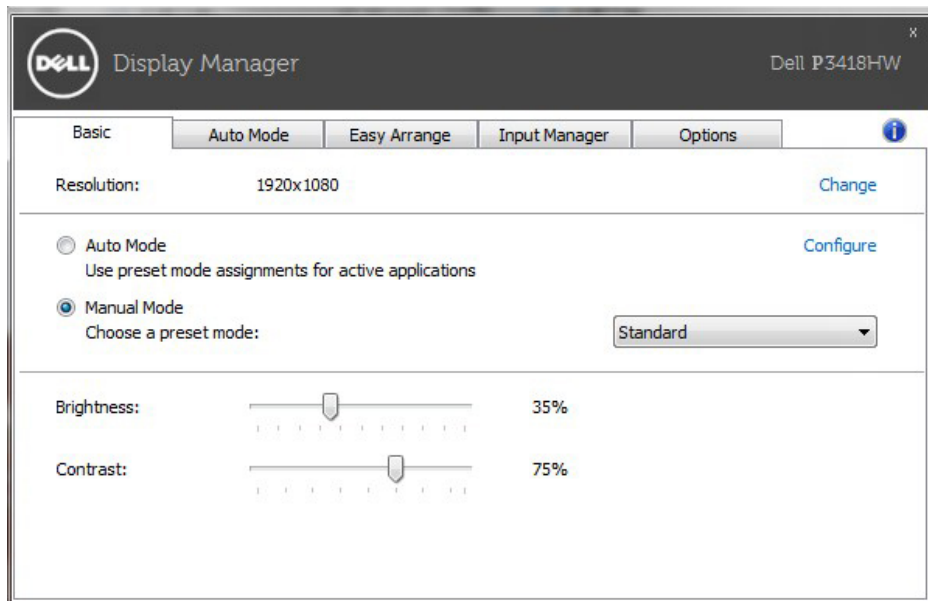 DELL Display Manager
x
Dell P3418HW
Basic Auto Mode Easy Arrange Input Manager Options i
Resolution: 1920x1080 Change
Auto Mode Configure
Use preset mode assignments for active applications
Manual Mode
Choose a preset mode: Standard
Brightness: 35%
Contrast: 75%